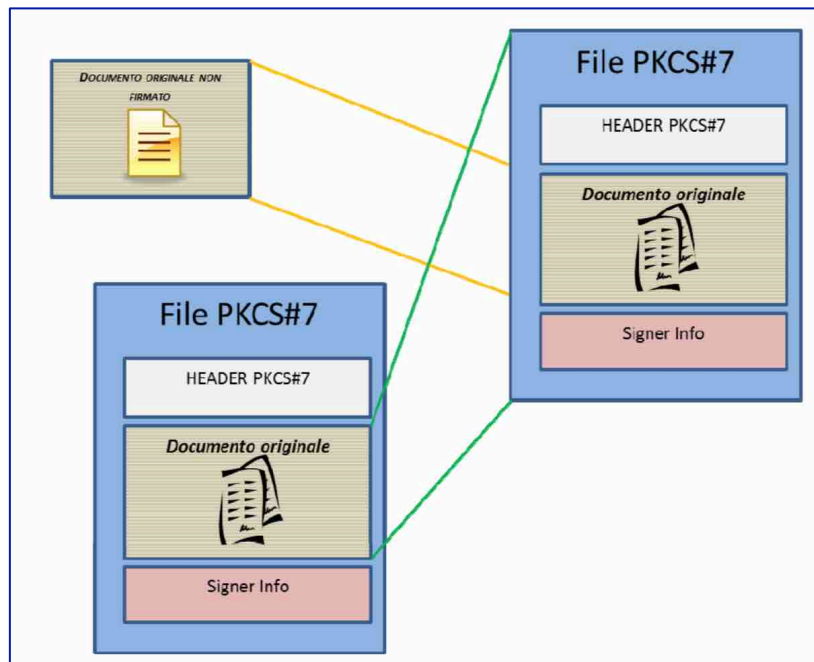 DOCUMENTO ORIGINALE NON
FIRMATO
File PKCS#7
HEADER PKCS#7
Documento originale
Signer Info
File PKCS#7
HEADER PKCS#7
Documento originale
Signer Info